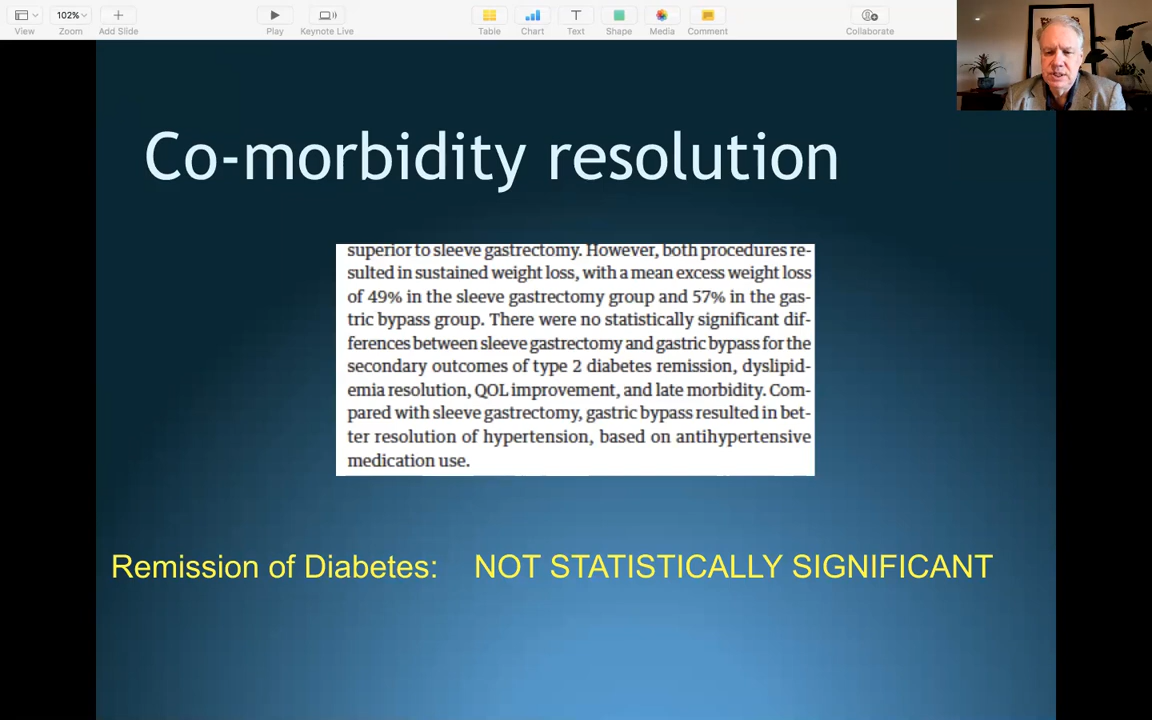 View
102%
Zoom
Add Slide
Play
Keynote Live
Table
Chart
T
Text
Shape
Media
Comment
Collaborate
Co-morbidity resolution
superior to sleeve gastrectomy. However, both procedures re-
sulted in sustained weight loss, with a mean excess weight loss
of 49% in the sleeve gastrectomy group and 57% in the gas-
tric bypass group. There were no statistically significant dif-
ferences between sleeve gastrectomy and gastric bypass for the
secondary outcomes of type 2 diabetes remission, dyslipid-
emia resolution, QOL improvement, and late morbidity. Com-
pared with sleeve gastrectomy, gastric bypass resulted in bet-
ter resolution of hypertension, based on antihypertensive
medication use.
Remission of Diabetes: NOT STATISTICALLY SIGNIFICANT